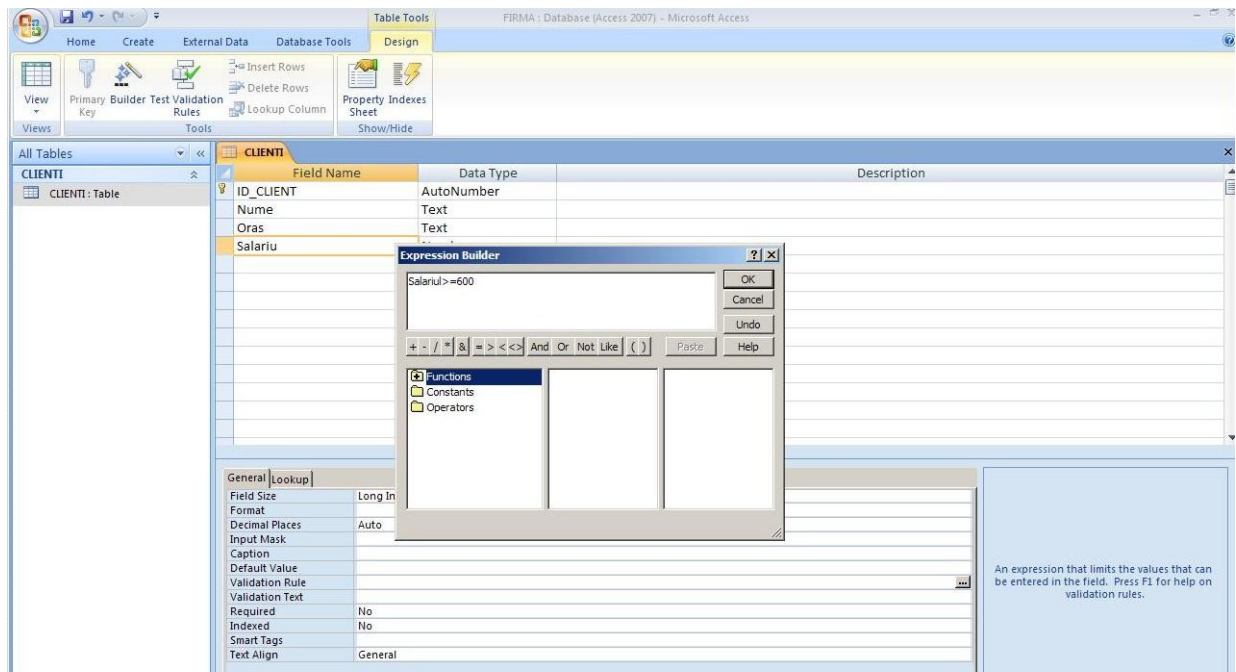 Table Tools
FIRMA : Database (Access 2007) - Microsoft Access
Home Create External Data Database Tools Design
View
Primary Key
Builder
Test Validation Rules
Insert Rows
Delete Rows
Lookup Column
Property Sheet
Indexes
Views
Tools
Show/Hide
All Tables
CLIENTI
CLIENTI : Table
CLIENTI
Field Name Data Type Description
ID_CLIENT AutoNumber
Nume Text
Oras Text
Salariu
Expression Builder
Salariul>=600
OK
Cancel
Undo
Help
+ - / * & = > < <> And Or Not Like ( ) Paste
Functions
Constants
Operators
General Lookup
Field Size Long In
Format
Decimal Places Auto
Input Mask
Caption
Default Value
Validation Rule ...
Validation Text
Required No
Indexed No
Smart Tags
Text Align General
An expression that limits the values that can
be entered in the field. Press F1 for help on
validation rules.